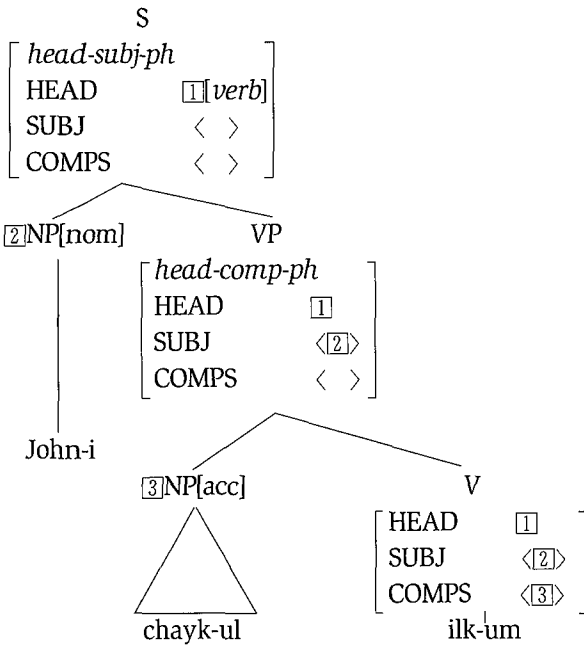 S
head-subj-ph
HEAD 1[verb]
SUBJ ⟨ ⟩
COMPS ⟨ ⟩
2NP[nom] VP
head-comp-ph
HEAD 1
SUBJ ⟨2⟩
COMPS ⟨ ⟩
John-i
3NP[acc] V
HEAD 1
SUBJ ⟨2⟩
COMPS ⟨3⟩
chayk-ul ilk-um